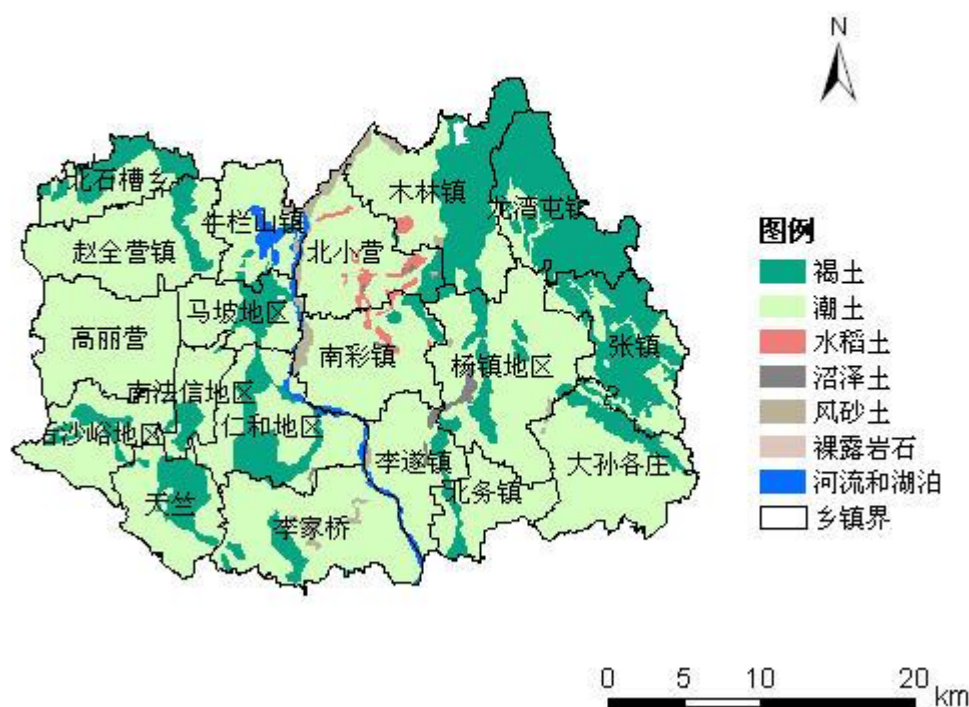 N
北石槽乡
木林镇
龙湾屯镇
牛栏山镇
赵全营镇
北小营
马坡地区
高丽营
南彩镇
杨镇地区
张镇
南法信地区
后沙峪地区
仁和地区
李遂镇
大孙各庄
北务镇
天竺
李家桥
图例
褐土
潮土
水稻土
沼泽土
风砂土
裸露岩石
河流和湖泊
乡镇界
0 5 10 20 km